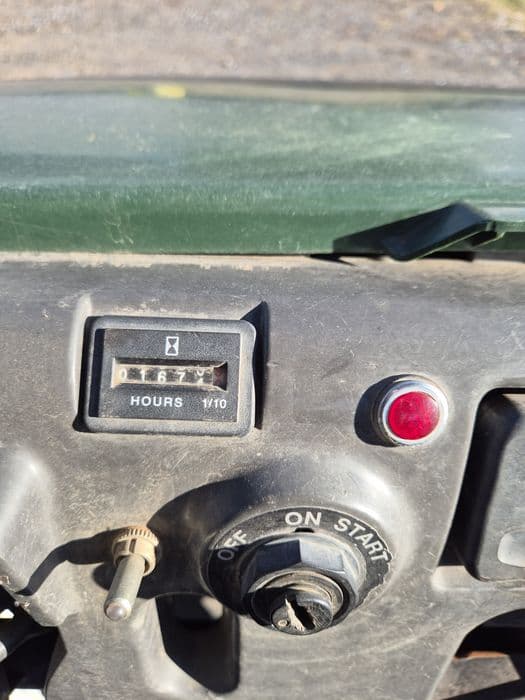 0167
HOURS 1/10
OFF ON START